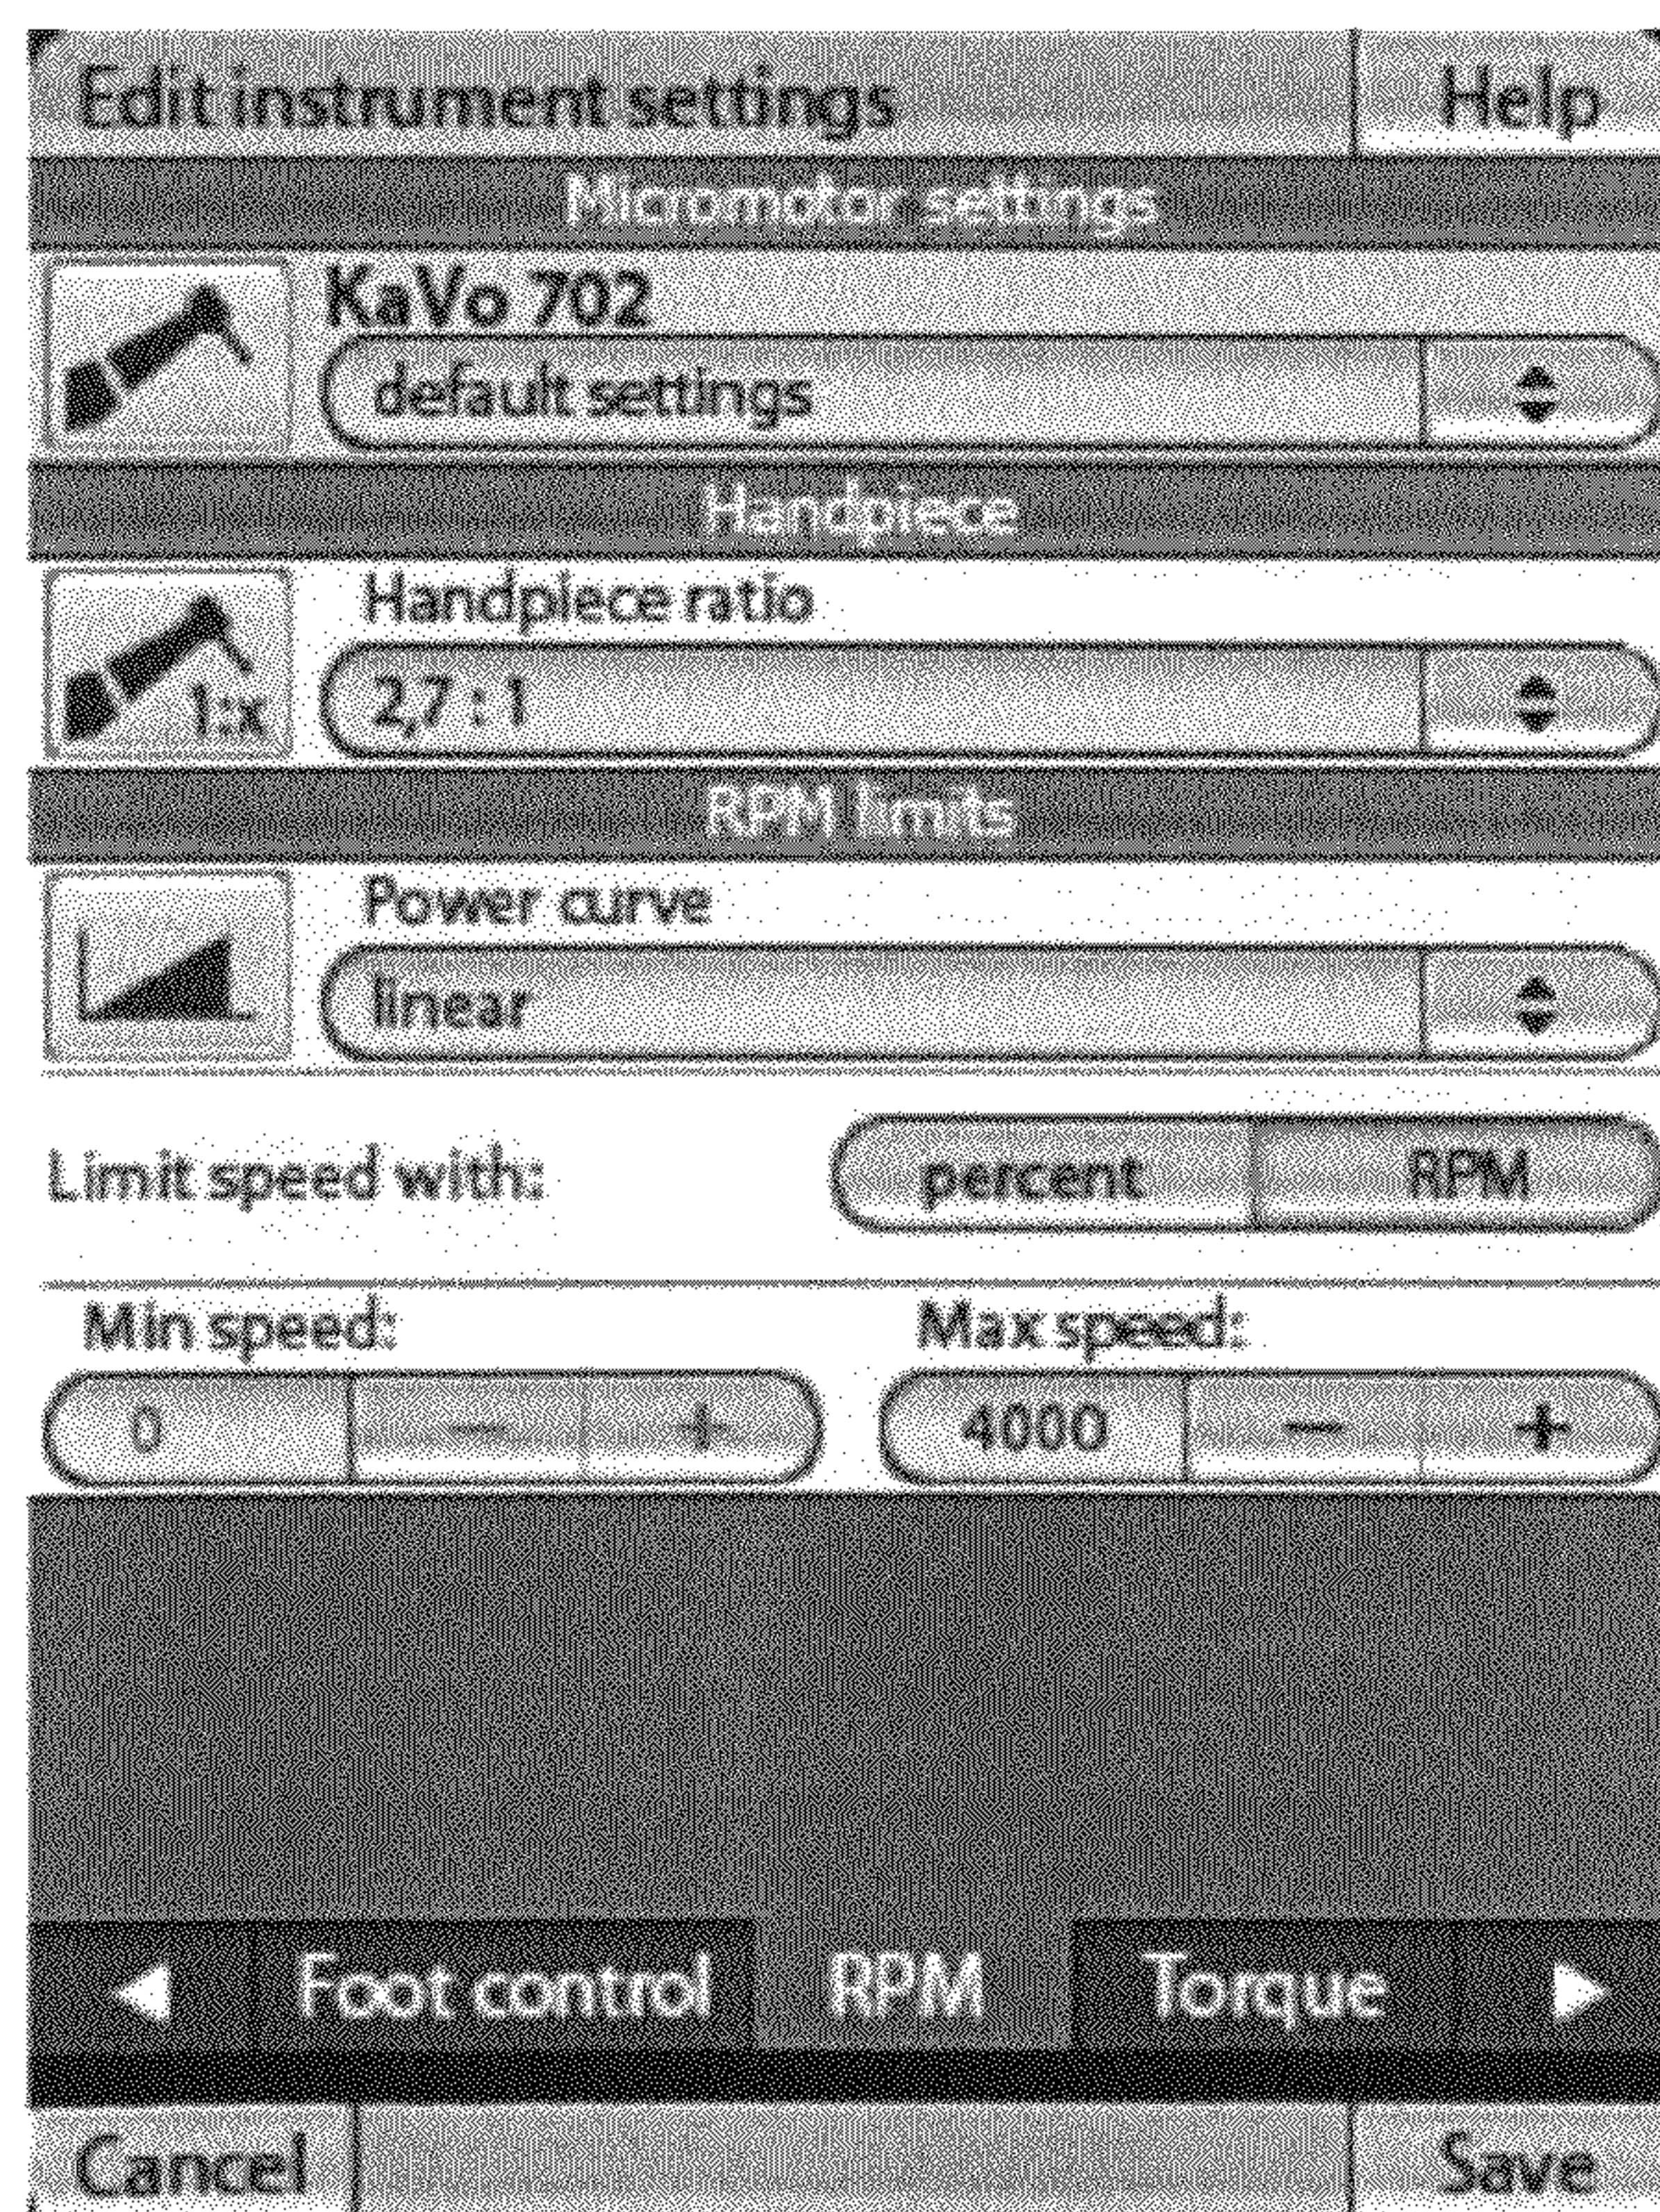 Edit instrument settings Help
Micromotor settings
KaVo 702
default settings
Handpiece
Handpiece ratio
1:x 2,7 : 1
RPM limits
Power curve
linear
Limit speed with: percent RPM
Min speed: Max speed:
0 − + 4000 − +
Foot control RPM Torque
Cancel Save